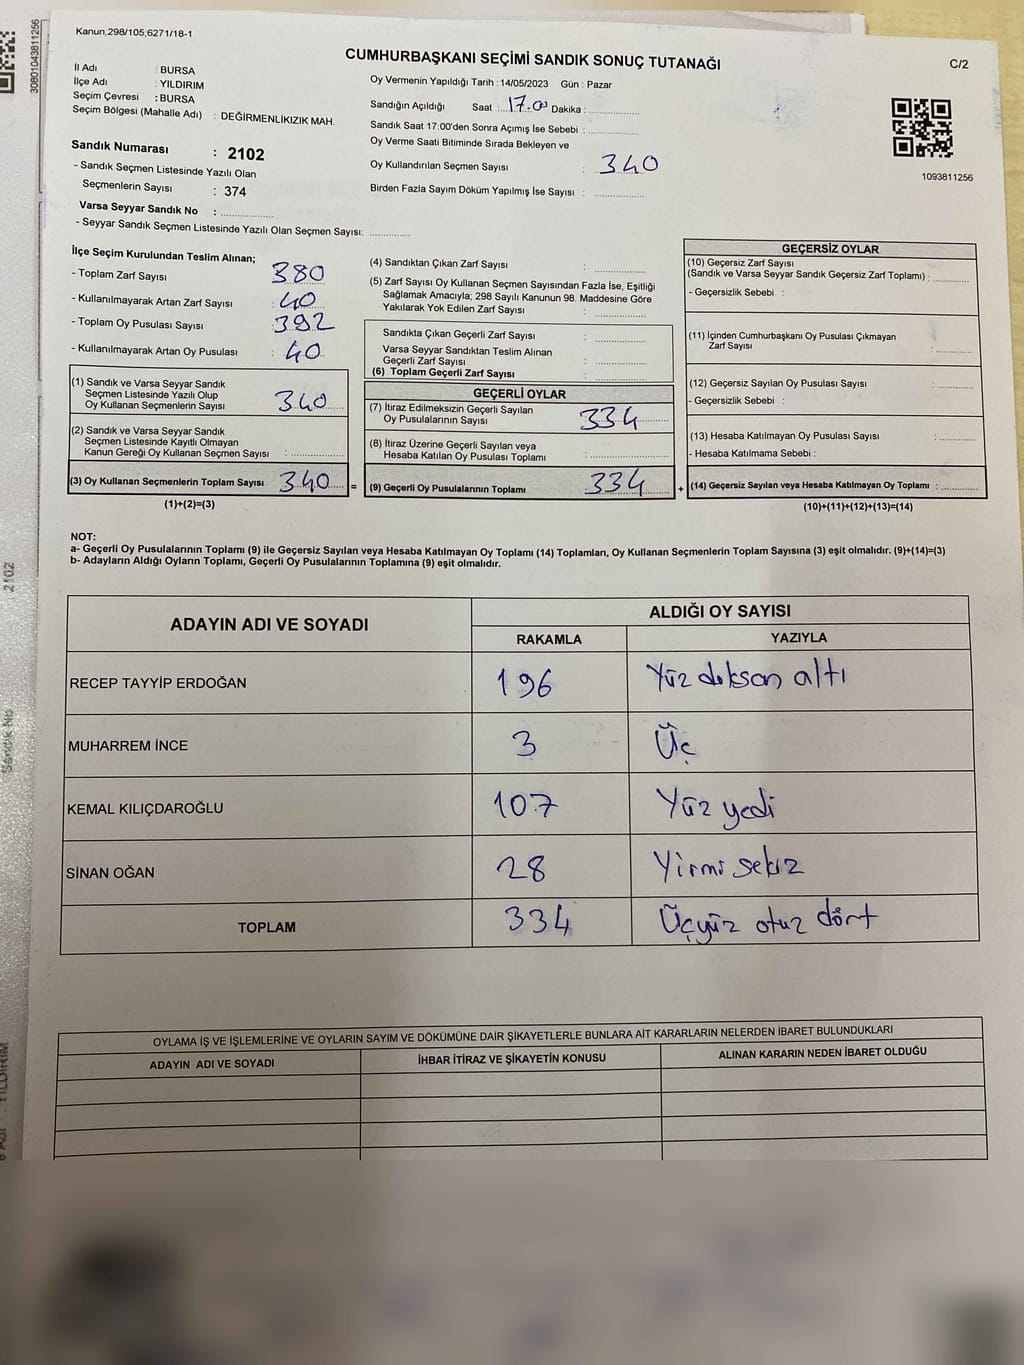 Kanun;298/105;6271/18-1
CUMHURBAŞKANI SEÇİMİ SANDIK SONUÇ TUTANAĞI
C/2
İl Adı : BURSA
İlçe Adı : YILDIRIM
Seçim Çevresi : BURSA
Seçim Bölgesi (Mahalle Adı) : DEĞİRMENLİKIZIK MAH.
Sandık Numarası : 2102
- Sandık Seçmen Listesinde Yazılı Olan
Seçmenlerin Sayısı : 374
Varsa Seyyar Sandık No : ................
- Seyyar Sandık Seçmen Listesinde Yazılı Olan Seçmen Sayısı: ............
Oy Vermenin Yapıldığı Tarih : 14/05/2023 Gün : Pazar
Sandığın Açıldığı Saat : 17.00 Dakika : ................
Sandık Saat 17:00'den Sonra Açımış İse Sebebi : ................
Oy Verme Saati Bitiminde Sırada Bekleyen ve
Oy Kullandırılan Seçmen Sayısı : 340
Birden Fazla Sayım Döküm Yapılmış İse Sayısı : ................
1093811256
İlçe Seçim Kurulundan Teslim Alınan;
- Toplam Zarf Sayısı 380
- Kullanılmayarak Artan Zarf Sayısı : 40
- Toplam Oy Pusulası Sayısı : 392
- Kullanılmayarak Artan Oy Pusulası : 40
(1) Sandık ve Varsa Seyyar Sandık
Seçmen Listesinde Yazılı Olup
Oy Kullanan Seçmenlerin Sayısı : 340
(2) Sandık ve Varsa Seyyar Sandık
Seçmen Listesinde Kayıtlı Olmayan
Kanun Gereği Oy Kullanan Seçmen Sayısı : ................
(3) Oy Kullanan Seçmenlerin Toplam Sayısı : 340 =
(1)+(2)=(3)
(4) Sandıktan Çıkan Zarf Sayısı : ................
(5) Zarf Sayısı Oy Kullanan Seçmen Sayısından Fazla İse, Eşitliği
Sağlamak Amacıyla; 298 Sayılı Kanunun 98. Maddesine Göre
Yakılarak Yok Edilen Zarf Sayısı : ................
Sandıkta Çıkan Geçerli Zarf Sayısı : ................
Varsa Seyyar Sandıktan Teslim Alınan
Geçerli Zarf Sayısı : ................
(6) Toplam Geçerli Zarf Sayısı : ................
GEÇERLİ OYLAR
(7) İtiraz Edilmeksizin Geçerli Sayılan
Oy Pusulalarının Sayısı : 334
(8) İtiraz Üzerine Geçerli Sayılan veya
Hesaba Katılan Oy Pusulası Toplamı : ................
(9) Geçerli Oy Pusulalarının Toplamı : 334 +
GEÇERSİZ OYLAR
(10) Geçersiz Zarf Sayısı
(Sandık ve Varsa Seyyar Sandık Geçersiz Zarf Toplamı) : ............
- Geçersizlik Sebebi :
(11) İçinden Cumhurbaşkanı Oy Pusulası Çıkmayan
Zarf Sayısı : ............
(12) Geçersiz Sayılan Oy Pusulası Sayısı : ............
- Geçersizlik Sebebi :
(13) Hesaba Katılmayan Oy Pusulası Sayısı : ............
- Hesaba Katılmama Sebebi :
(14) Geçersiz Sayılan veya Hesaba Katılmayan Oy Toplamı : ............
(10)+(11)+(12)+(13)=(14)
NOT:
a- Geçerli Oy Pusulalarının Toplamı (9) ile Geçersiz Sayılan veya Hesaba Katılmayan Oy Toplamı (14) Toplamları, Oy Kullanan Seçmenlerin Toplam Sayısına (3) eşit olmalıdır. (9)+(14)=(3)
b- Adayların Aldığı Oyların Toplamı, Geçerli Oy Pusulalarının Toplamına (9) eşit olmalıdır.
ADAYIN ADI VE SOYADI ALDIĞI OY SAYISI
RAKAMLA YAZIYLA
RECEP TAYYİP ERDOĞAN 196 Yüz doksan altı
MUHARREM İNCE 3 Üç
KEMAL KILIÇDAROĞLU 107 Yüz yedi
SİNAN OĞAN 28 Yirmi sekiz
TOPLAM 334 Üçyüz otuz dört
OYLAMA İŞ VE İŞLEMLERİNE VE OYLARIN SAYIM VE DÖKÜMÜNE DAİR ŞİKAYETLERLE BUNLARA AİT KARARLARIN NELERDEN İBARET BULUNDUKLARI
ADAYIN ADI VE SOYADI İHBAR İTİRAZ VE ŞİKAYETİN KONUSU ALINAN KARARIN NEDEN İBARET OLDUĞU
30801043811256
2102
Sandık No
YILDIRIM